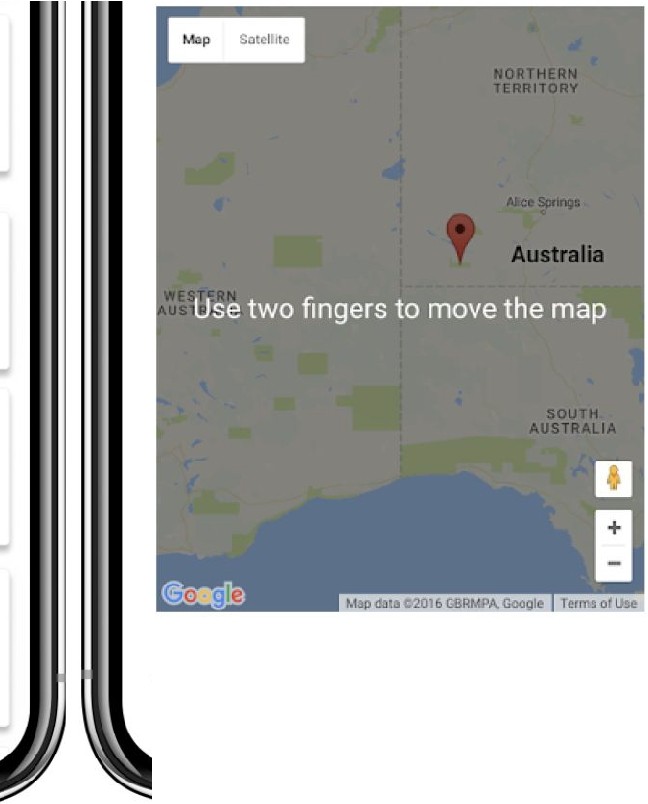 Map Satellite
NORTHERN
TERRITORY
Alice Springs
Australia
WESTERN
AUSTRALIA
Use two fingers to move the map
SOUTH
AUSTRALIA
Google
Map data ©2016 GBRMPA, Google Terms of Use